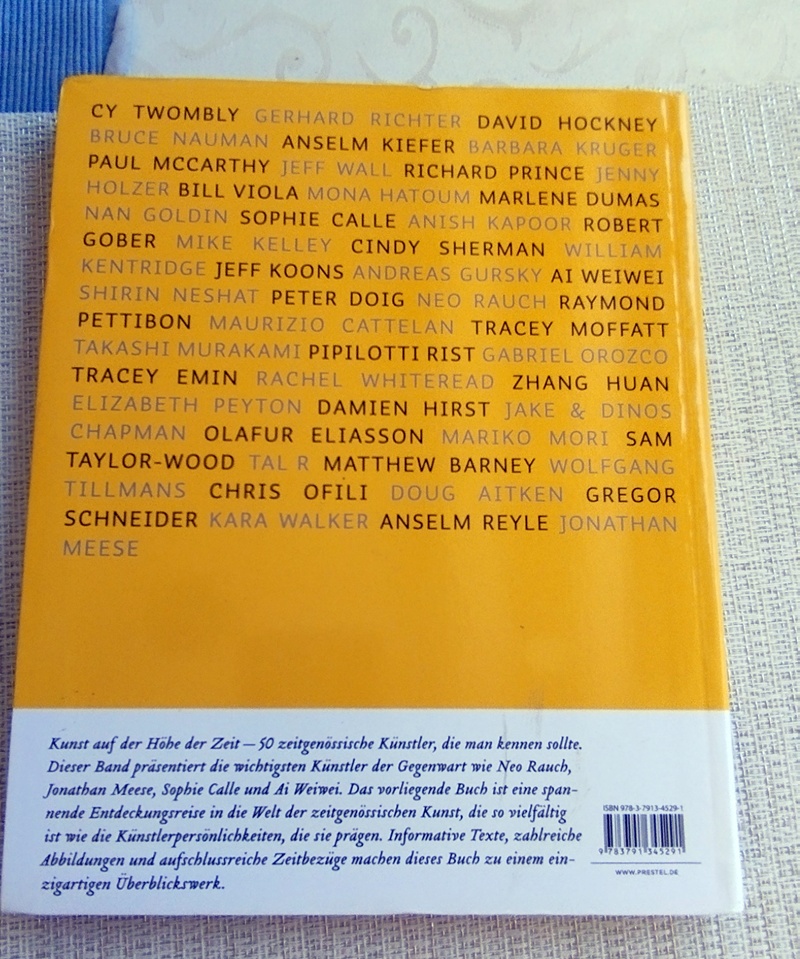 CY TWOMBLY GERHARD RICHTER DAVID HOCKNEY
BRUCE NAUMAN ANSELM KIEFER BARBARA KRUGER
PAUL MCCARTHY JEFF WALL RICHARD PRINCE JENNY
HOLZER BILL VIOLA MONA HATOUM MARLENE DUMAS
NAN GOLDIN SOPHIE CALLE ANISH KAPOOR ROBERT
GOBER MIKE KELLEY CINDY SHERMAN WILLIAM
KENTRIDGE JEFF KOONS ANDREAS GURSKY AI WEIWEI
SHIRIN NESHAT PETER DOIG NEO RAUCH RAYMOND
PETTIBON MAURIZIO CATTELAN TRACEY MOFFATT
TAKASHI MURAKAMI PIPILOTTI RIST GABRIEL OROZCO
TRACEY EMIN RACHEL WHITEREAD ZHANG HUAN
ELIZABETH PEYTON DAMIEN HIRST JAKE & DINOS
CHAPMAN OLAFUR ELIASSON MARIKO MORI SAM
TAYLOR-WOOD TAL R MATTHEW BARNEY WOLFGANG
TILLMANS CHRIS OFILI DOUG AITKEN GREGOR
SCHNEIDER KARA WALKER ANSELM REYLE JONATHAN
MEESE
Kunst auf der Höhe der Zeit – 50 zeitgenössische Künstler, die man kennen sollte.
Dieser Band präsentiert die wichtigsten Künstler der Gegenwart wie Neo Rauch,
Jonathan Meese, Sophie Calle und Ai Weiwei. Das vorliegende Buch ist eine span-
nende Entdeckungsreise in die Welt der zeitgenössischen Kunst, die so vielfältig
ist wie die Künstlerpersönlichkeiten, die sie prägen. Informative Texte, zahlreiche
Abbildungen und aufschlussreiche Zeitbezüge machen dieses Buch zu einem ein-
zigartigen Überblickswerk.
ISBN 978-3-7913-4529-1
9 783791 345291
WWW.PRESTEL.DE